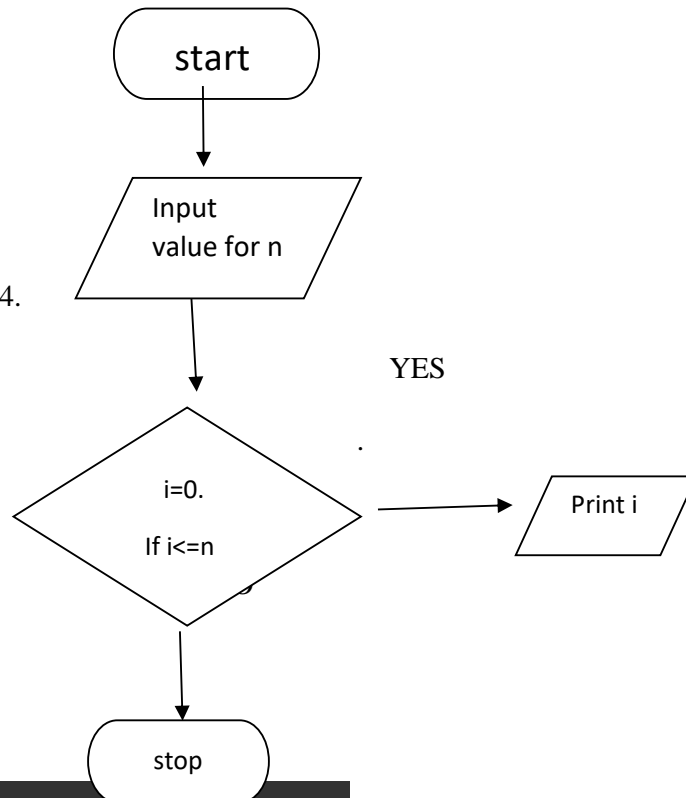 start
Input
value for n
4.
YES
.
i=0.
If i<=n
Print i
stop